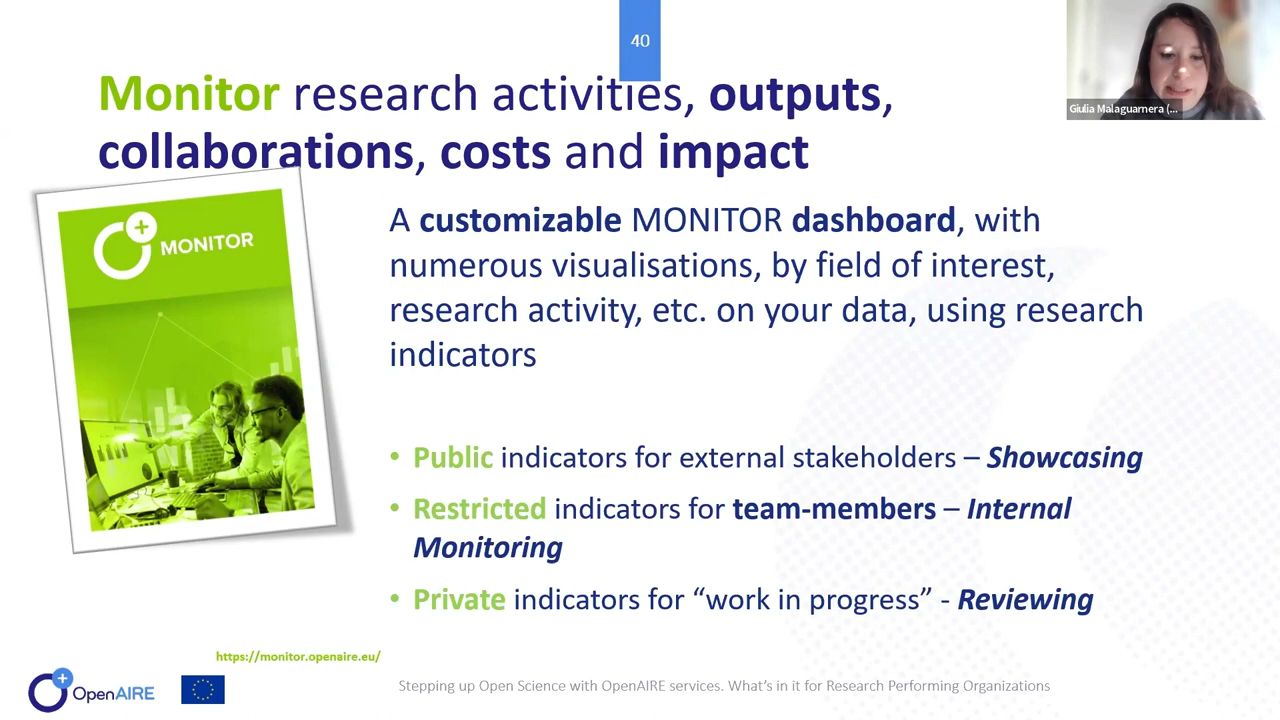 40
Monitor research activities, outputs,
collaborations, costs and impact
Giulia Malaguarnera (...
MONITOR
A customizable MONITOR dashboard, with
numerous visualisations, by field of interest,
research activity, etc. on your data, using research
indicators
• Public indicators for external stakeholders – Showcasing
• Restricted indicators for team-members – Internal
Monitoring
• Private indicators for “work in progress” - Reviewing
https://monitor.openaire.eu/
OpenAIRE
Stepping up Open Science with OpenAIRE services. What's in it for Research Performing Organizations